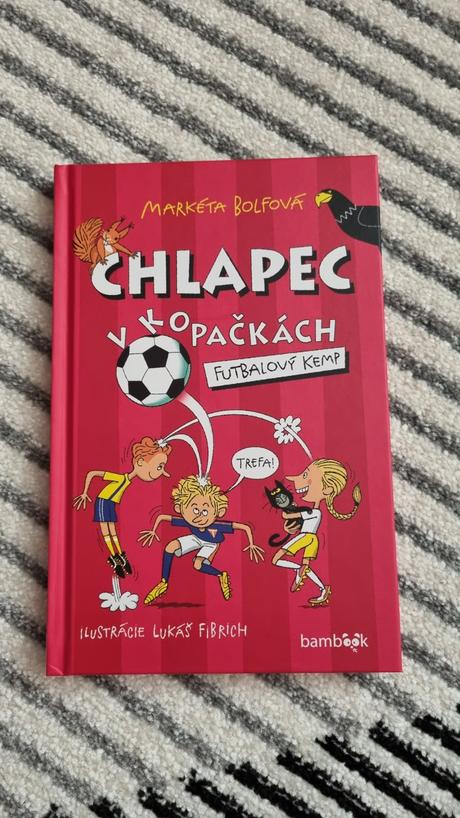 MARKÉTA BOLFOVÁ
CHLAPEC
V KOPAČKÁCH
FUTBALOVÝ KEMP
TREFA!
ILUSTRÁCIE LUKÁŠ FIBRICH
bambook